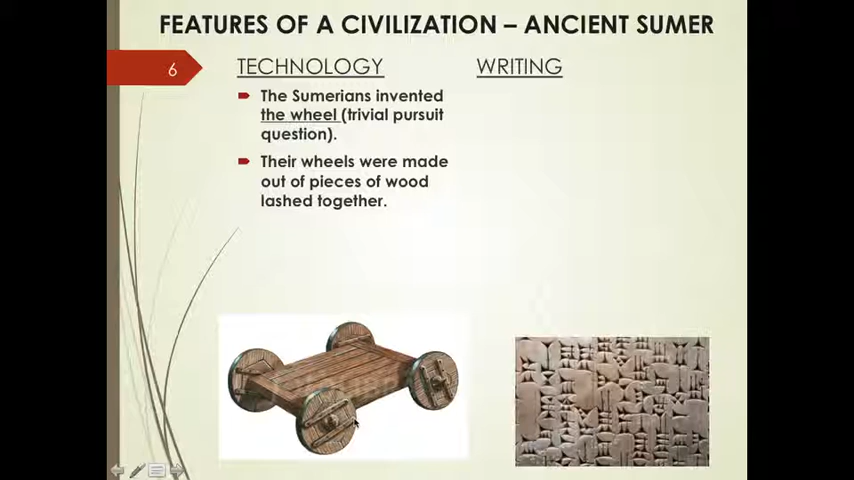 FEATURES OF A CIVILIZATION – ANCIENT SUMER
6
TECHNOLOGY
The Sumerians invented
the wheel (trivial pursuit
question).
Their wheels were made
out of pieces of wood
lashed together.
WRITING